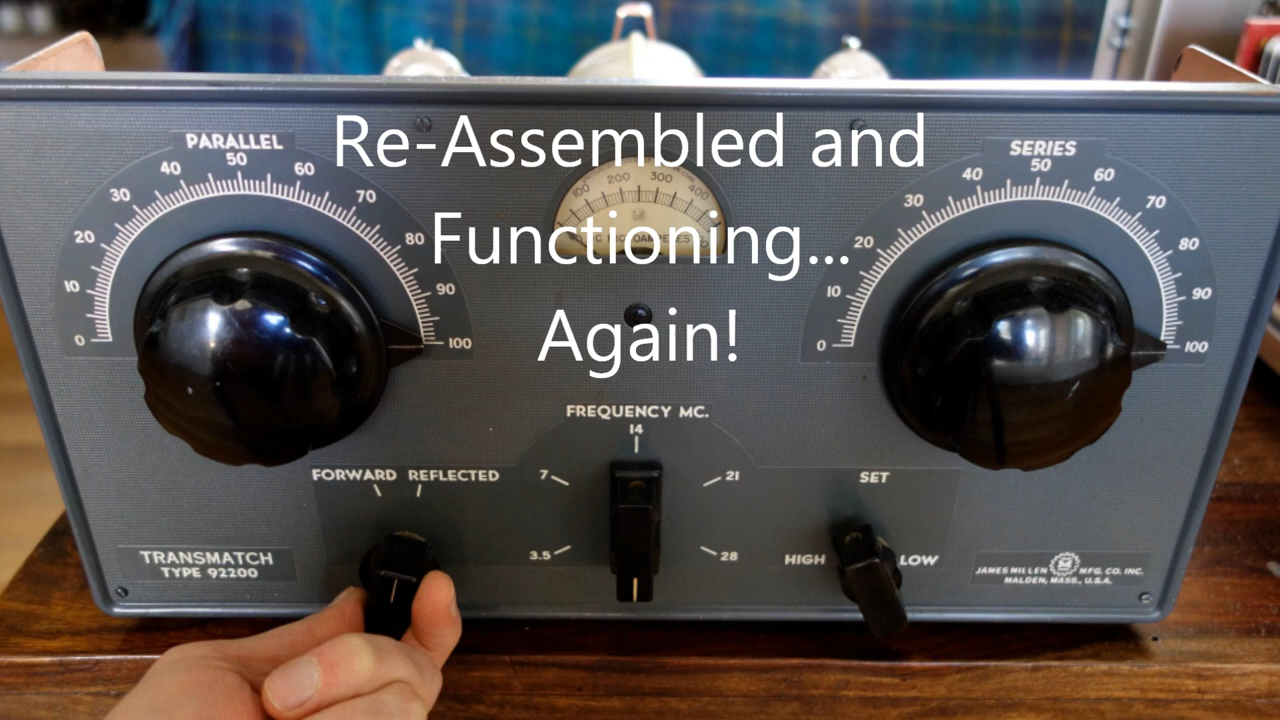 Re-Assembled and
Functioning...
Again!
PARALLEL
0 10 20 30 40 50 60 70 80 90 100
100 200 300 400
SERIES
0 10 20 30 40 50 60 70 80 90 100
FREQUENCY MC.
3.5 7 14 21 28
FORWARD REFLECTED
SET
HIGH LOW
TRANSMATCH
TYPE 92200
JAMES MILLEN MFG. CO. INC.
MALDEN, MASS., U.S.A.